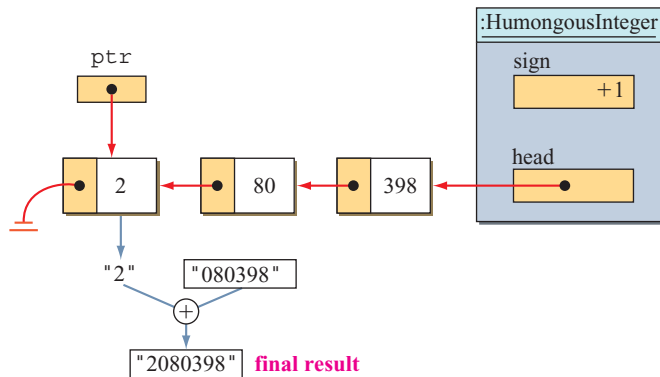 :HumongousInteger
ptr
sign
+1
head
2
80
398
"2"
"080398"
+
"2080398" final result